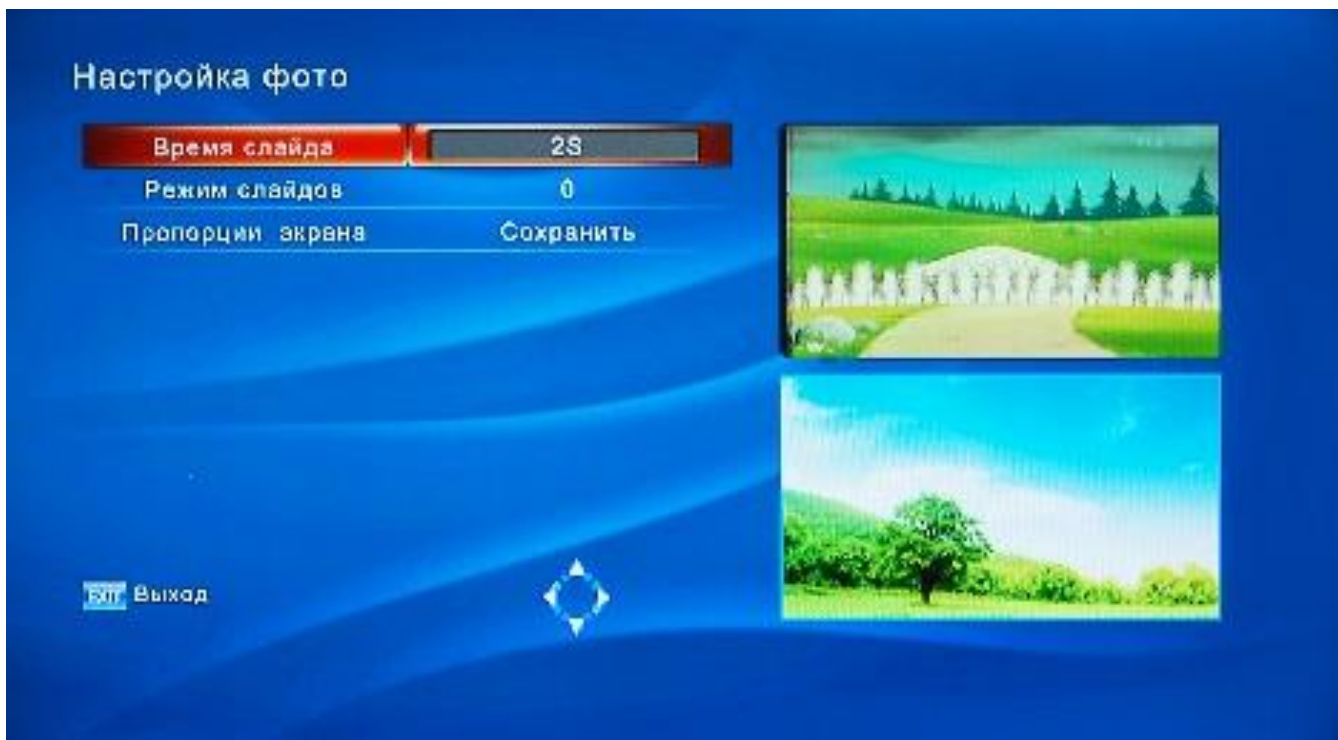 Настройка фото
Время слайда 2S
Режим слайдов 0
Пропорции экрана Сохранить
EXIT Выход